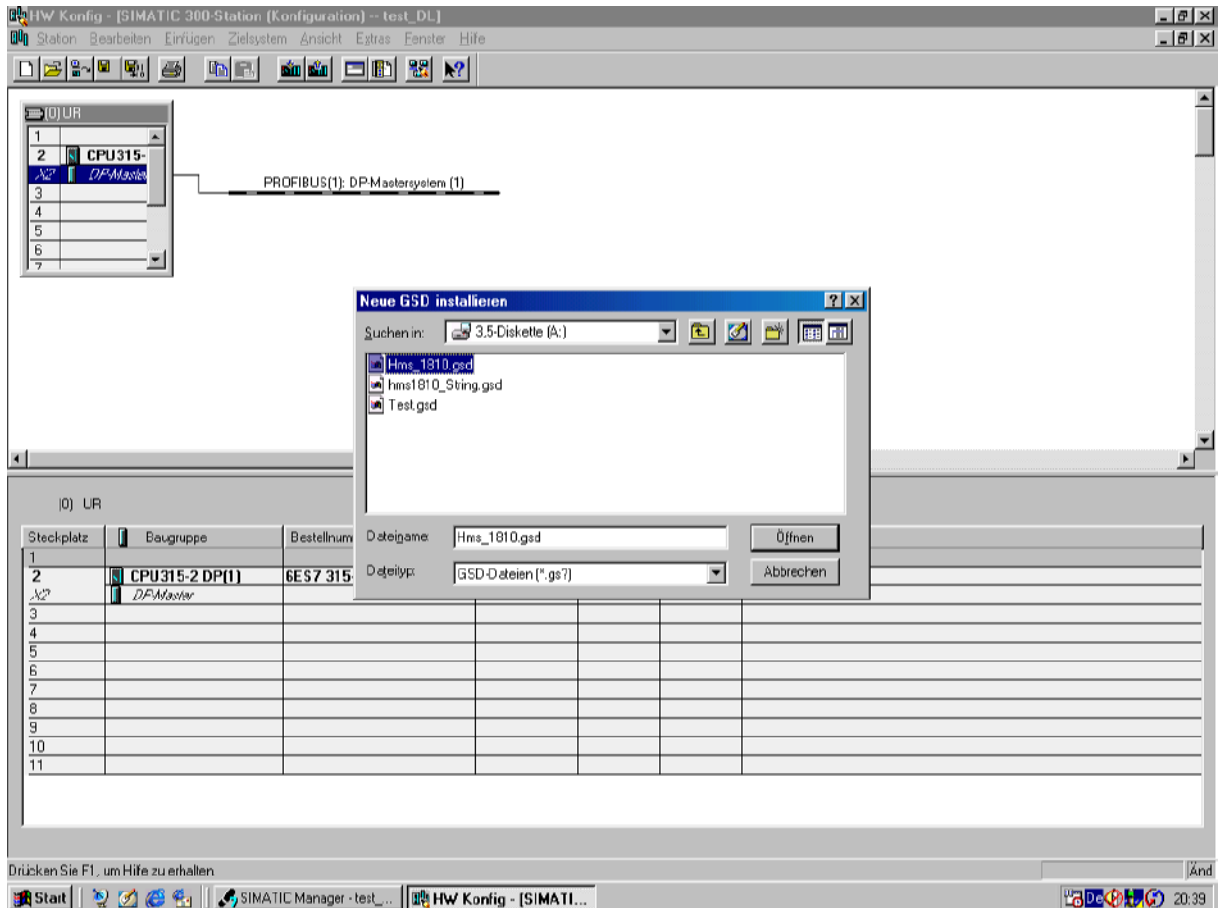 HW Konfig - [SIMATIC 300-Station (Konfiguration) -- test_DL]
Station Bearbeiten Einfügen Zielsystem Ansicht Extras Fenster Hilfe
(0) UR
1
2 CPU315-
X2 DP-Master
3
4
5
6
7
PROFIBUS(1): DP-Mastersystem (1)
Neue GSD installieren
Suchen in: 3,5-Diskette (A:)
Hms_1810.gsd
hms1810_String.gsd
Test.gsd
Dateiname: Hms_1810.gsd Öffnen
Dateityp: GSD-Dateien (*.gs?) Abbrechen
(0) UR
Steckplatz Baugruppe Bestellnum
1
2 CPU315-2 DP(1) 6ES7 315-
X2 DP-Master
3
4
5
6
7
8
9
10
11
Drücken Sie F1, um Hilfe zu erhalten. Änd
Start SIMATIC Manager - test_... HW Konfig - [SIMATI... De 20:39